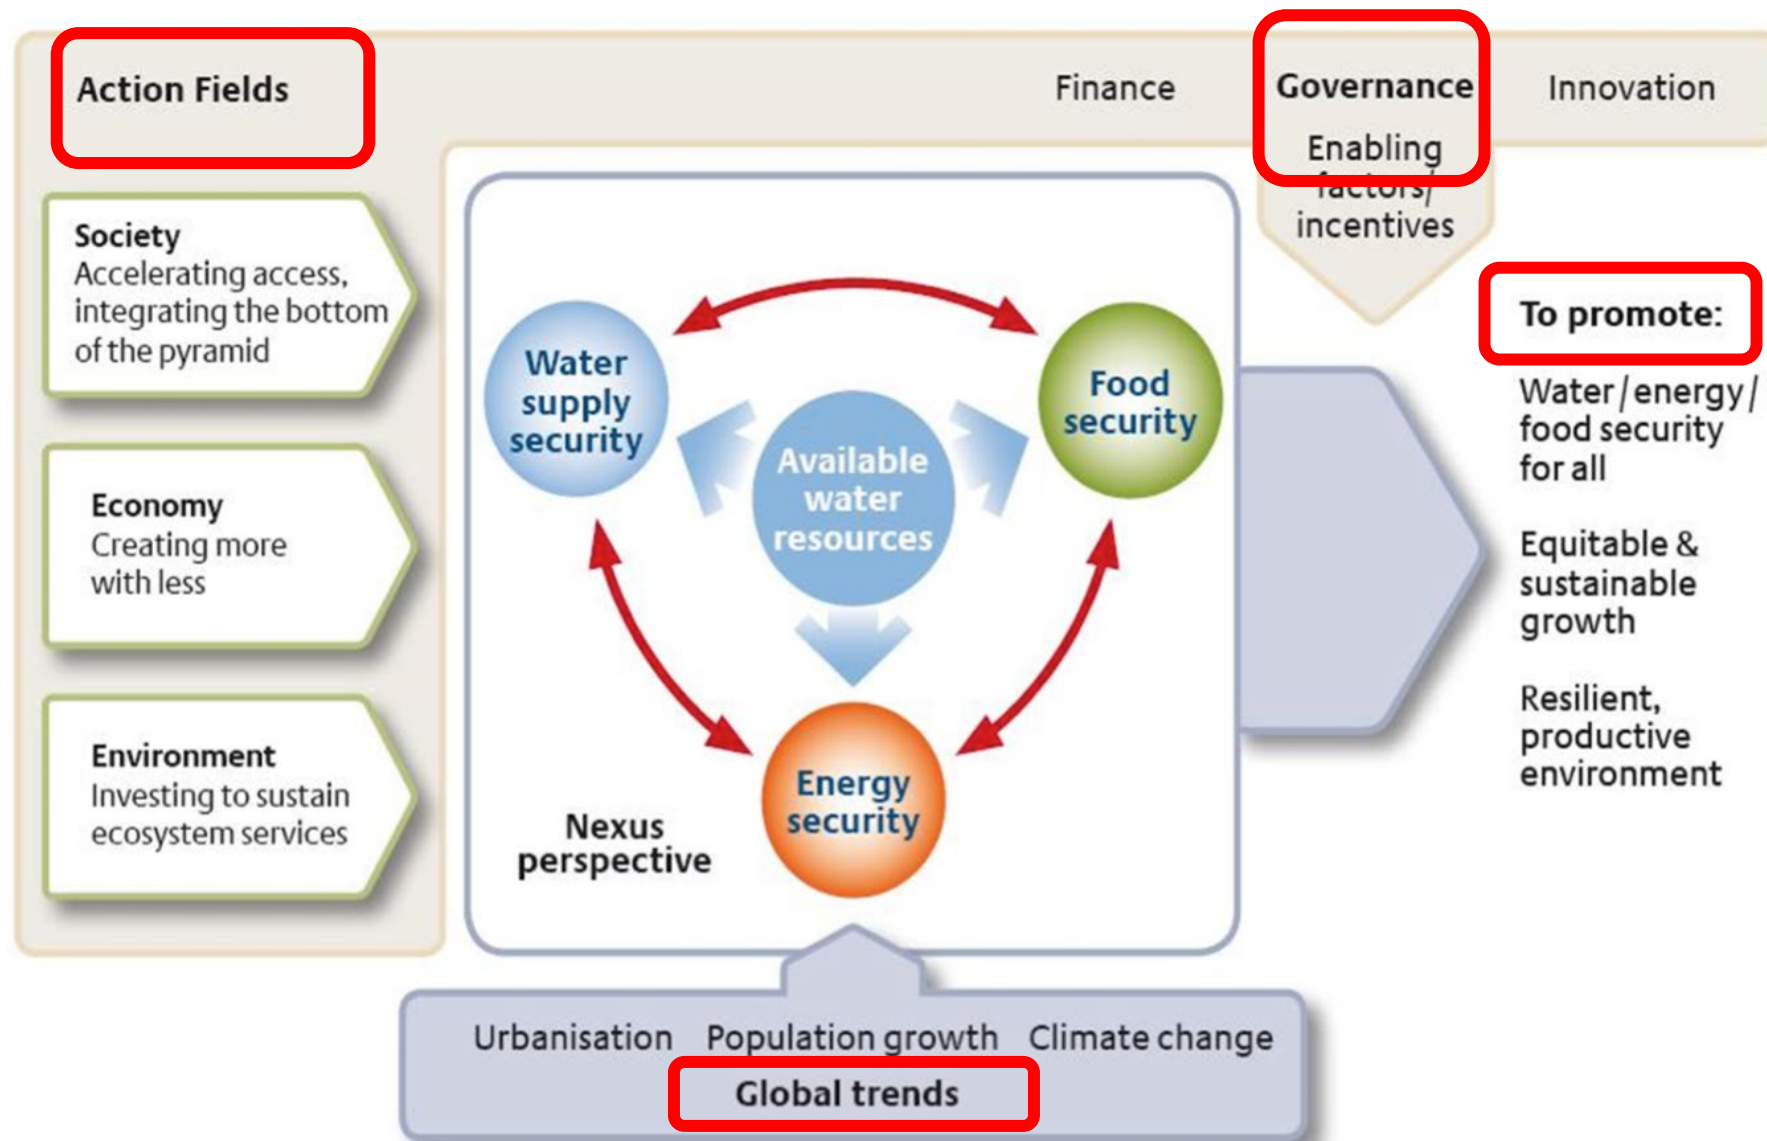 Action Fields
Finance
Governance
Innovation
Enabling
factors/
incentives
Society
Accelerating access,
integrating the bottom
of the pyramid
Economy
Creating more
with less
Environment
Investing to sustain
ecosystem services
Water
supply
security
Food
security
Available
water
resources
Energy
security
Nexus
perspective
To promote:
Water/energy/
food security
for all
Equitable &
sustainable
growth
Resilient,
productive
environment
Urbanisation Population growth Climate change
Global trends